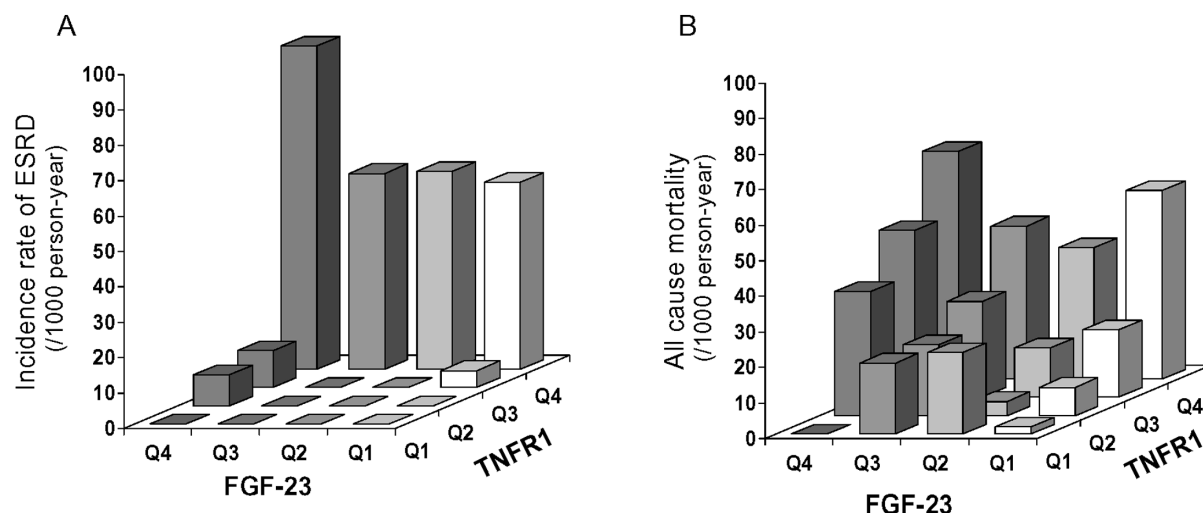 A
Incidence rate of ESRD
(/1000 person-year)
100
90
80
70
60
50
40
30
20
10
0
Q4
Q3
Q2
Q1
FGF-23
Q1
Q2
Q3
Q4
TNFR1
B
All cause mortality
(/1000 person-year)
100
90
80
70
60
50
40
30
20
10
0
Q4
Q3
Q2
Q1
FGF-23
Q1
Q2
Q3
Q4
TNFR1